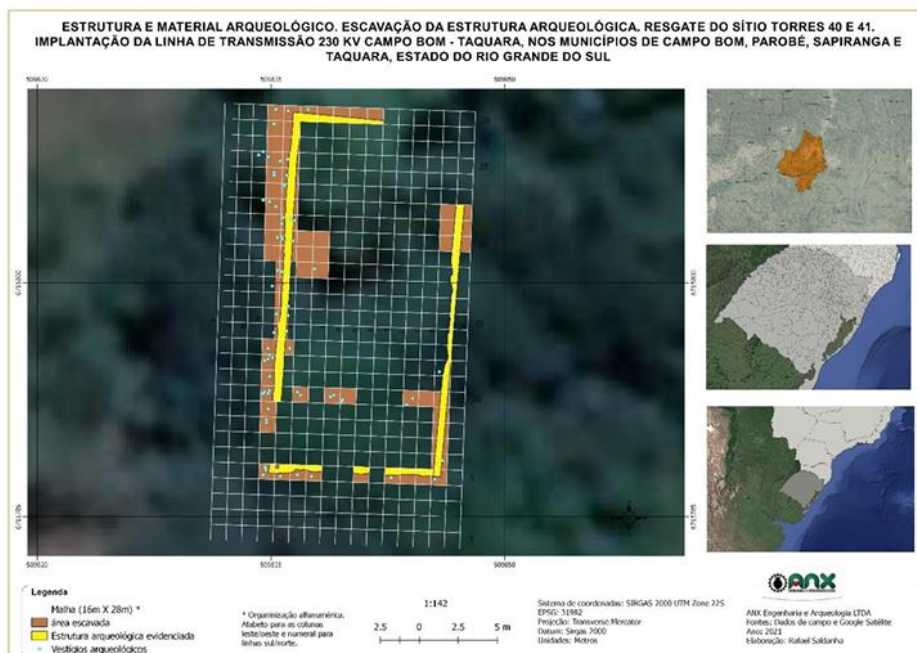 ESTRUTURA E MATERIAL ARQUEOLÓGICO. ESCAVAÇÃO DA ESTRUTURA ARQUEOLÓGICA. RESGATE DO SÍTIO TORRES 40 E 41.
IMPLANTAÇÃO DA LINHA DE TRANSMISSÃO 230 KV CAMPO BOM - TAQUARA, NOS MUNICÍPIOS DE CAMPO BOM, PAROBÉ, SAPIRANGA E
TAQUARA, ESTADO DO RIO GRANDE DO SUL
Legenda
Malha (16m X 28m) *
área escavada
Estrutura arqueológica evidenciada
Vestígios arqueológicos
* Organização alfanumérica.
Alfabeto para as colunas
leste/oeste e numeral para
linhas sul/norte.
1:142
2.5 0 2.5 5 m
Sistema de coordenadas: SIRGAS 2000 UTM Zone 22S
EPSG: 31982
Projeção: Transverse Mercator
Datum: Sirgas 2000
Unidades: Metros
ANX
ANX Engenharia e Arqueologia LTDA
Fontes: Dados de campo e Google Satélite
Ano: 2021
Elaboração: Rafael Saldanha